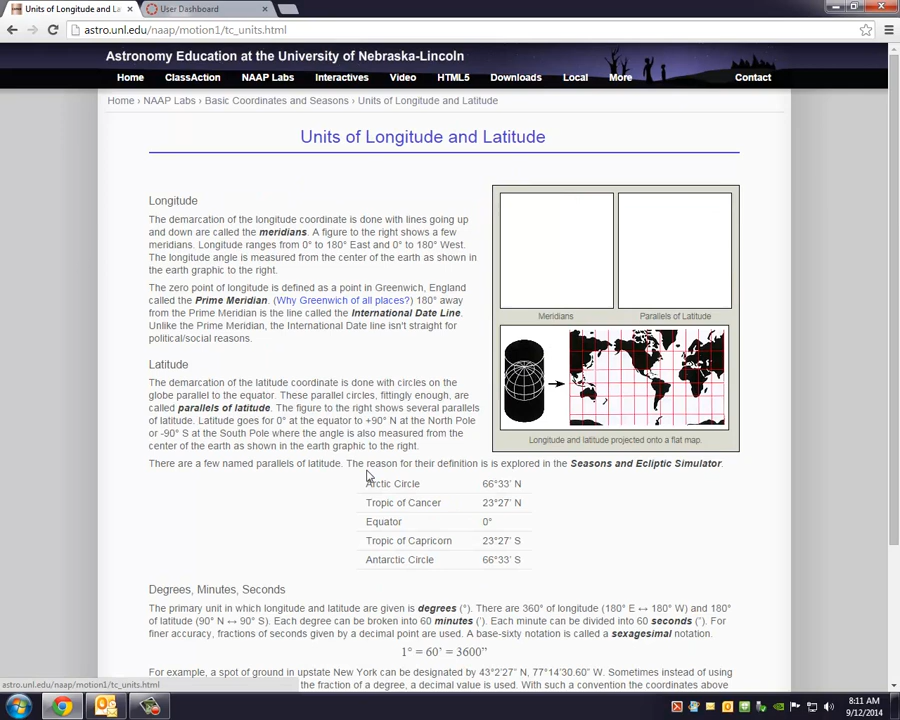 Units of Longitude and La
User Dashboard
astro.unl.edu/naap/motion1/tc_units.html
Astronomy Education at the University of Nebraska-Lincoln
Home ClassAction NAAP Labs Interactives Video HTML5 Downloads Local More Contact
Home › NAAP Labs › Basic Coordinates and Seasons › Units of Longitude and Latitude
Units of Longitude and Latitude
Longitude
The demarcation of the longitude coordinate is done with lines going up
and down are called the meridians. A figure to the right shows a few
meridians. Longitude ranges from 0° to 180° East and 0° to 180° West.
The longitude angle is measured from the center of the earth as shown in
the earth graphic to the right.
The zero point of longitude is defined as a point in Greenwich, England
called the Prime Meridian. (Why Greenwich of all places?) 180° away
from the Prime Meridian is the line called the International Date Line.
Unlike the Prime Meridian, the International Date line isn't straight for
political/social reasons.
Meridians
Parallels of Latitude
Longitude and latitude projected onto a flat map.
Latitude
The demarcation of the latitude coordinate is done with circles on the
globe parallel to the equator. These parallel circles, fittingly enough, are
called parallels of latitude. The figure to the right shows several parallels
of latitude. Latitude goes for 0° at the equator to +90° N at the North Pole
or -90° S at the South Pole where the angle is also measured from the
center of the earth as shown in the earth graphic to the right.
There are a few named parallels of latitude. The reason for their definition is is explored in the Seasons and Ecliptic Simulator.
Arctic Circle 66°33' N
Tropic of Cancer 23°27' N
Equator 0°
Tropic of Capricorn 23°27' S
Antarctic Circle 66°33' S
Degrees, Minutes, Seconds
The primary unit in which longitude and latitude are given is degrees (°). There are 360° of longitude (180° E ↔ 180° W) and 180°
of latitude (90° N ↔ 90° S). Each degree can be broken into 60 minutes ('). Each minute can be divided into 60 seconds ("). For
finer accuracy, fractions of seconds given by a decimal point are used. A base-sixty notation is called a sexagesimal notation.
1° = 60' = 3600"
For example, a spot of ground in upstate New York can be designated by 43°2'27" N, 77°14'30.60" W. Sometimes instead of using
the fraction of a degree, a decimal value is used. With such a convention the coordinates above
astro.unl.edu/naap/motion1/tc_units.html
8:11 AM
9/12/2014